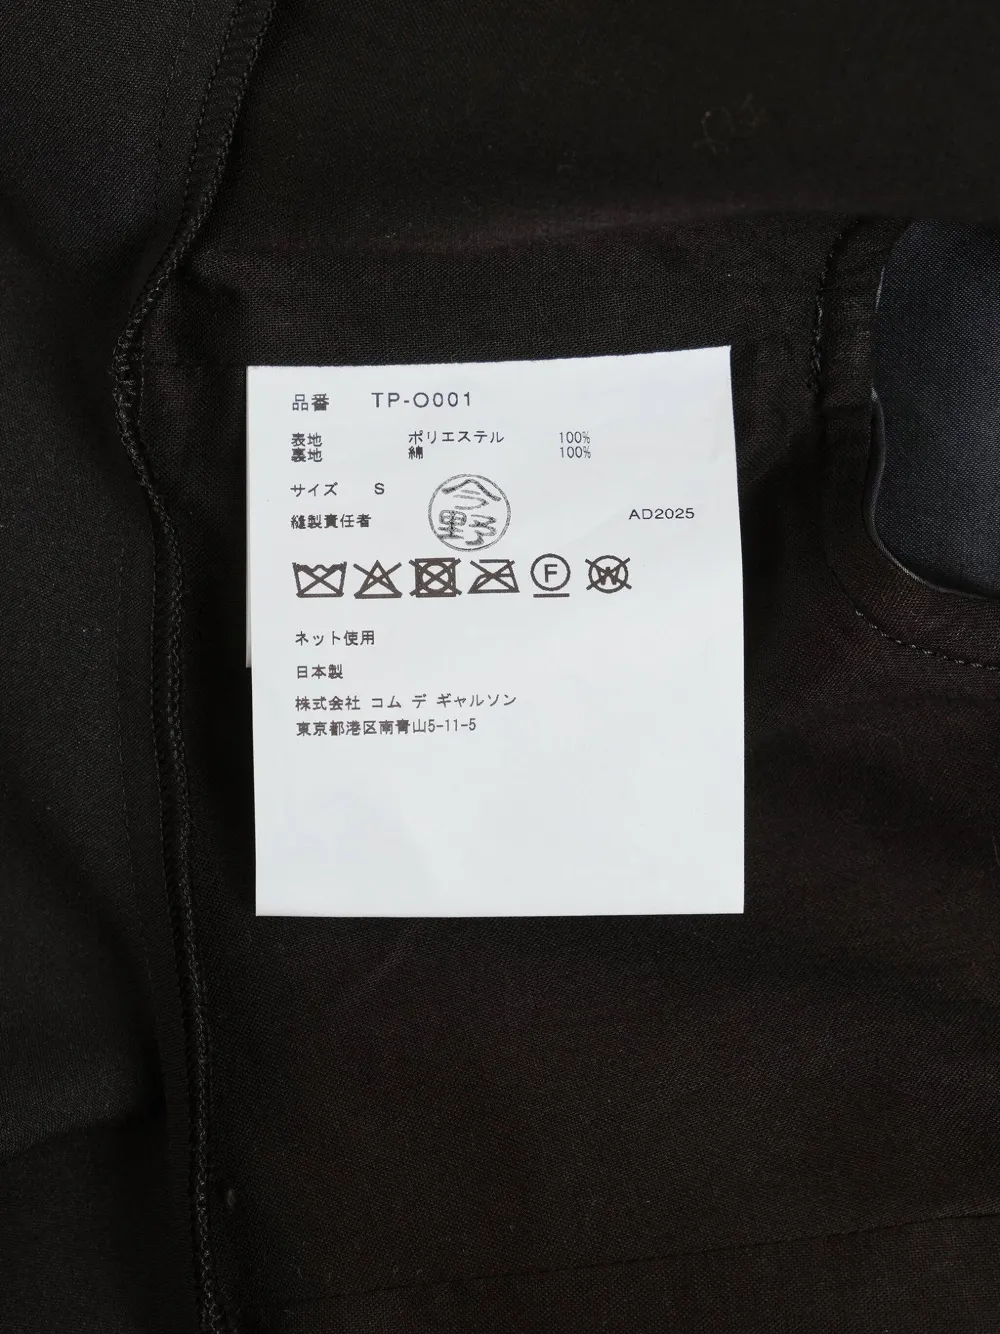 品番 TP-O001
表地 ポリエステル 100%
裏地 綿 100%
サイズ S
縫製責任者 今野 AD2025
F W
ネット使用
日本製
株式会社 コム デ ギャルソン
東京都港区南青山5-11-5